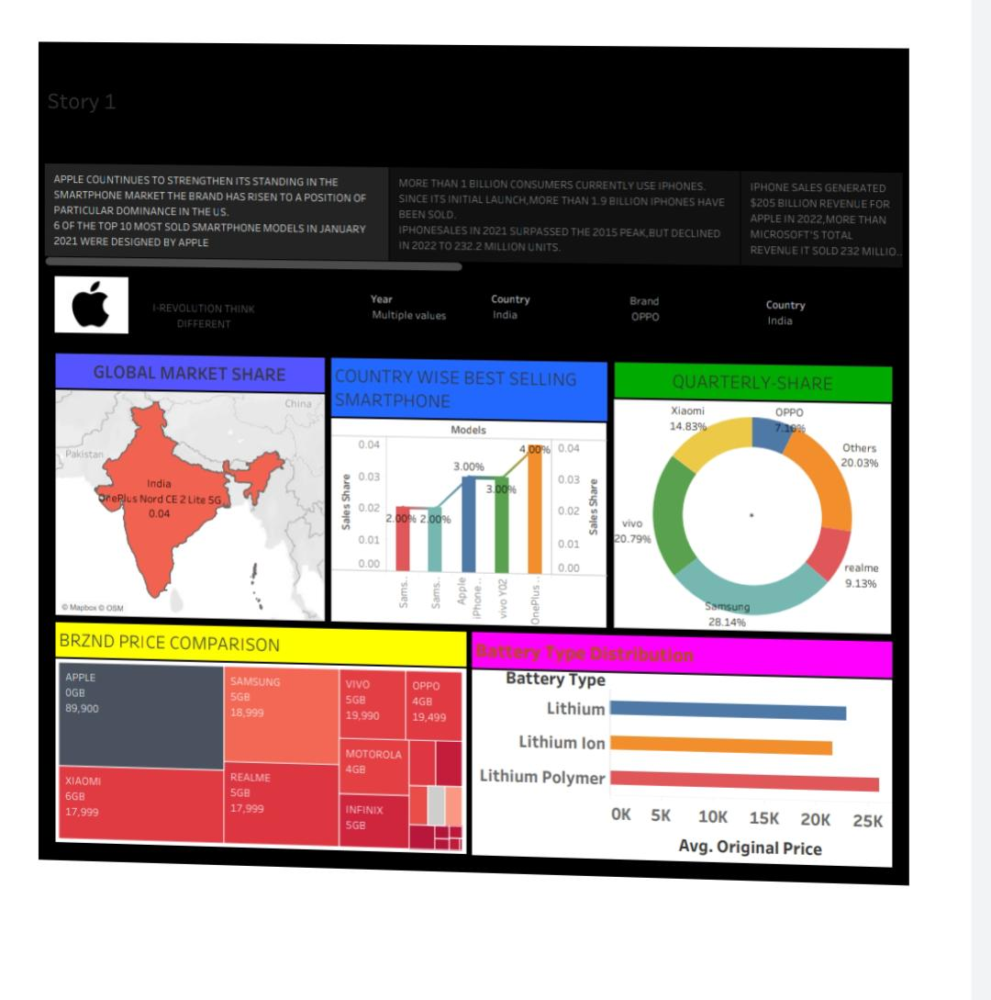 Story 1
APPLE COUNTINUES TO STRENGTHEN ITS STANDING IN THE
SMARTPHONE MARKET THE BRAND HAS RISEN TO A POSITION OF
PARTICULAR DOMINANCE IN THE US.
6 OF THE TOP 10 MOST SOLD SMARTPHONE MODELS IN JANUARY
2021 WERE DESIGNED BY APPLE
MORE THAN 1 BILLION CONSUMERS CURRENTLY USE IPHONES.
SINCE ITS INITIAL LAUNCH,MORE THAN 1.9 BILLION IPHONES HAVE
BEEN SOLD.
IPHONESALES IN 2021 SURPASSED THE 2015 PEAK,BUT DECLINED
IN 2022 TO 232.2 MILLION UNITS.
IPHONE SALES GENERATED
$205 BILLION REVENUE FOR
APPLE IN 2022,MORE THAN
MICROSOFT'S TOTAL
REVENUE IT SOLD 232 MILLIO..
I-REVOLUTION THINK
DIFFERENT
Year
Multiple values
Country
India
Brand
OPPO
Country
India
GLOBAL MARKET SHARE
China
Pakistan
India
OnePlus Nord CE 2 Lite 5G
0.04
© Mapbox © OSM
COUNTRY WISE BEST SELLING
SMARTPHONE
Models
Sales Share
0.04
0.03
0.02
0.01
0.00
2.00%
2.00%
3.00%
3.00%
4.00%
0.04
0.03
0.02
0.01
0.00
Sales Share
Sams..
Sams..
Apple
iPhone..
vivo Y02
OnePlus ..
QUARTERLY-SHARE
Xiaomi
14.83%
OPPO
7.10%
Others
20.03%
vivo
20.79%
realme
9.13%
Samsung
28.14%
BRZND PRICE COMPARISON
APPLE
0GB
89,900
XIAOMI
6GB
17,999
SAMSUNG
5GB
18,999
REALME
5GB
17,999
VIVO
5GB
19,990
OPPO
4GB
19,499
MOTOROLA
4GB
INFINIX
5GB
Battery Type Distribution
Battery Type
Lithium
Lithium Ion
Lithium Polymer
0K 5K 10K 15K 20K 25K
Avg. Original Price